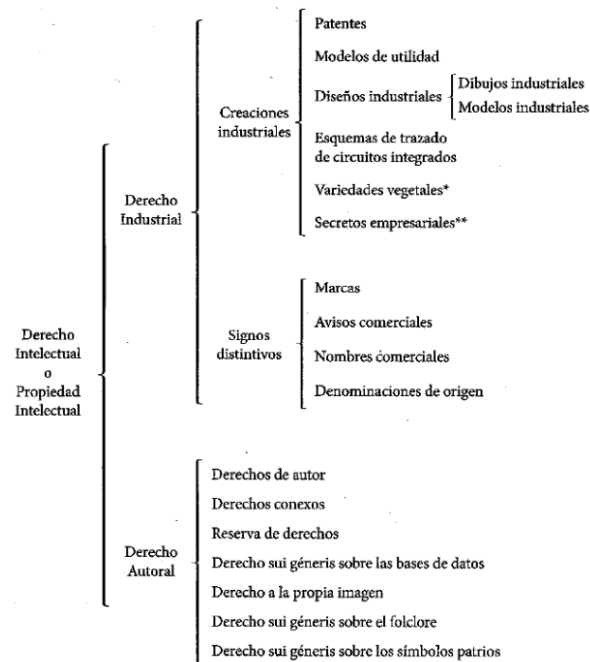 Derecho
Intelectual
o
Propiedad
Intelectual
Derecho
Industrial
Creaciones
industriales
Patentes
Modelos de utilidad
Diseños industriales
Dibujos industriales
Modelos industriales
Esquemas de trazado
de circuitos integrados
Variedades vegetales*
Secretos empresariales**
Signos
distintivos
Marcas
Avisos comerciales
Nombres comerciales
Denominaciones de origen
Derecho
Autoral
Derechos de autor
Derechos conexos
Reserva de derechos
Derecho sui géneris sobre las bases de datos
Derecho a la propia imagen
Derecho sui géneris sobre el folclore
Derecho sui géneris sobre los símbolos patrios